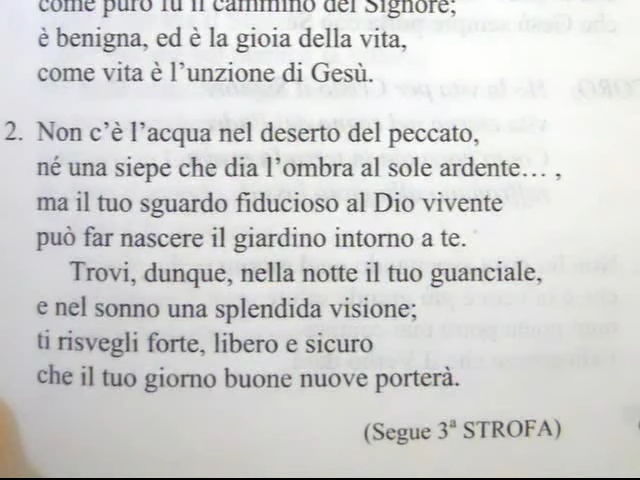 come puro fu il cammino del Signore;
è benigna, ed è la gioia della vita,
come vita è l'unzione di Gesù.
2. Non c'è l'acqua nel deserto del peccato,
né una siepe che dia l'ombra al sole ardente... ,
ma il tuo sguardo fiducioso al Dio vivente
può far nascere il giardino intorno a te.
Trovi, dunque, nella notte il tuo guanciale,
e nel sonno una splendida visione;
ti risvegli forte, libero e sicuro
che il tuo giorno buone nuove porterà.
(Segue 3ª STROFA)